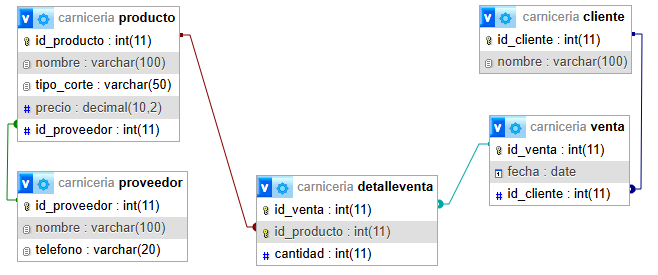 carniceria producto
id_producto : int(11)
nombre : varchar(100)
tipo_corte : varchar(50)
# precio : decimal(10,2)
# id_proveedor : int(11)
carniceria cliente
id_cliente : int(11)
nombre : varchar(100)
carniceria venta
id_venta : int(11)
fecha : date
# id_cliente : int(11)
carniceria proveedor
id_proveedor : int(11)
nombre : varchar(100)
telefono : varchar(20)
carniceria detalleventa
id_venta : int(11)
id_producto : int(11)
# cantidad : int(11)